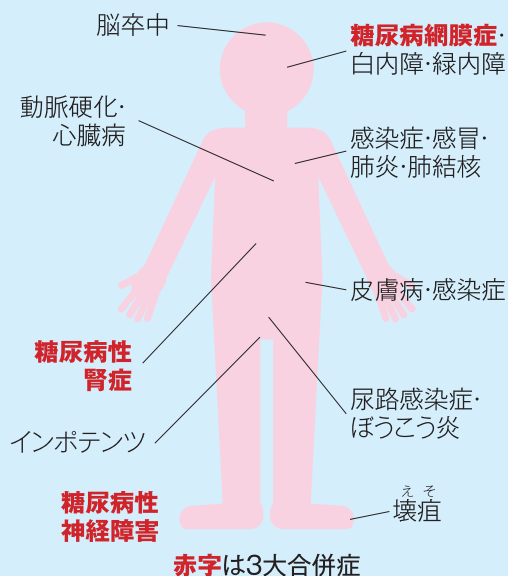 脳卒中
糖尿病網膜症・
白内障・緑内障
動脈硬化・
心臓病
感染症・感冒・
肺炎・肺結核
皮膚病・感染症
糖尿病性
腎症
尿路感染症・
ぼうこう炎
インポテンツ
糖尿病性
神経障害
えそ
壊疽
赤字は3大合併症